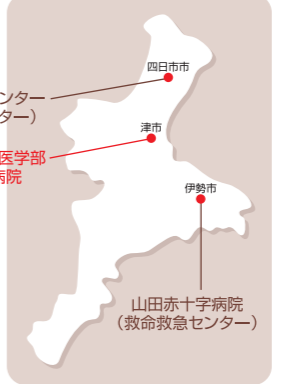 四日市市
ンター
ター）
津市
医学部
病院
伊勢市
山田赤十字病院
（救命救急センター）